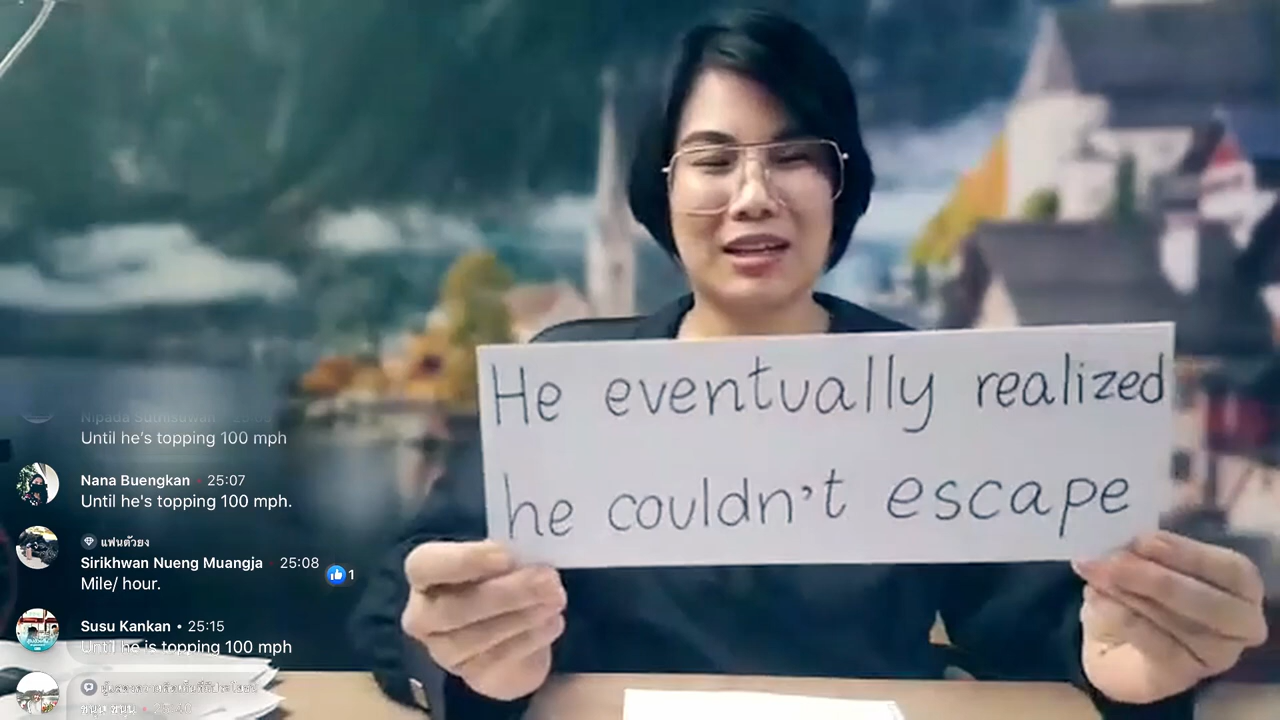 He eventually realized
he couldn't escape
Nipada Suthisuwan
Until he's topping 100 mph
Nana Buengkan • 25:07
Until he's topping 100 mph.
แฟนตัวยง
Sirikhwan Nueng Muangja • 25:08
Mile/ hour.
1
Susu Kankan • 25:15
Until he is topping 100 mph